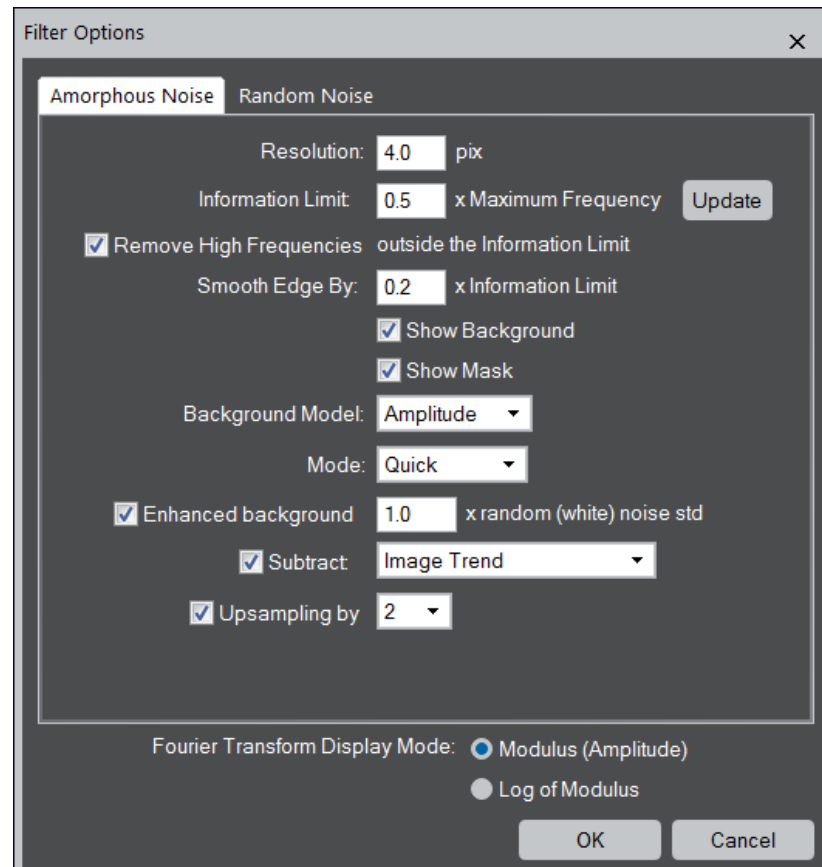 Filter Options
Amorphous Noise Random Noise
Resolution: 4.0 pix
Information Limit: 0.5 x Maximum Frequency Update
Remove High Frequencies outside the Information Limit
Smooth Edge By: 0.2 x Information Limit
Show Background
Show Mask
Background Model: Amplitude
Mode: Quick
Enhanced background 1.0 x random (white) noise std
Subtract: Image Trend
Upsampling by 2
Fourier Transform Display Mode: Modulus (Amplitude)
Log of Modulus
OK Cancel